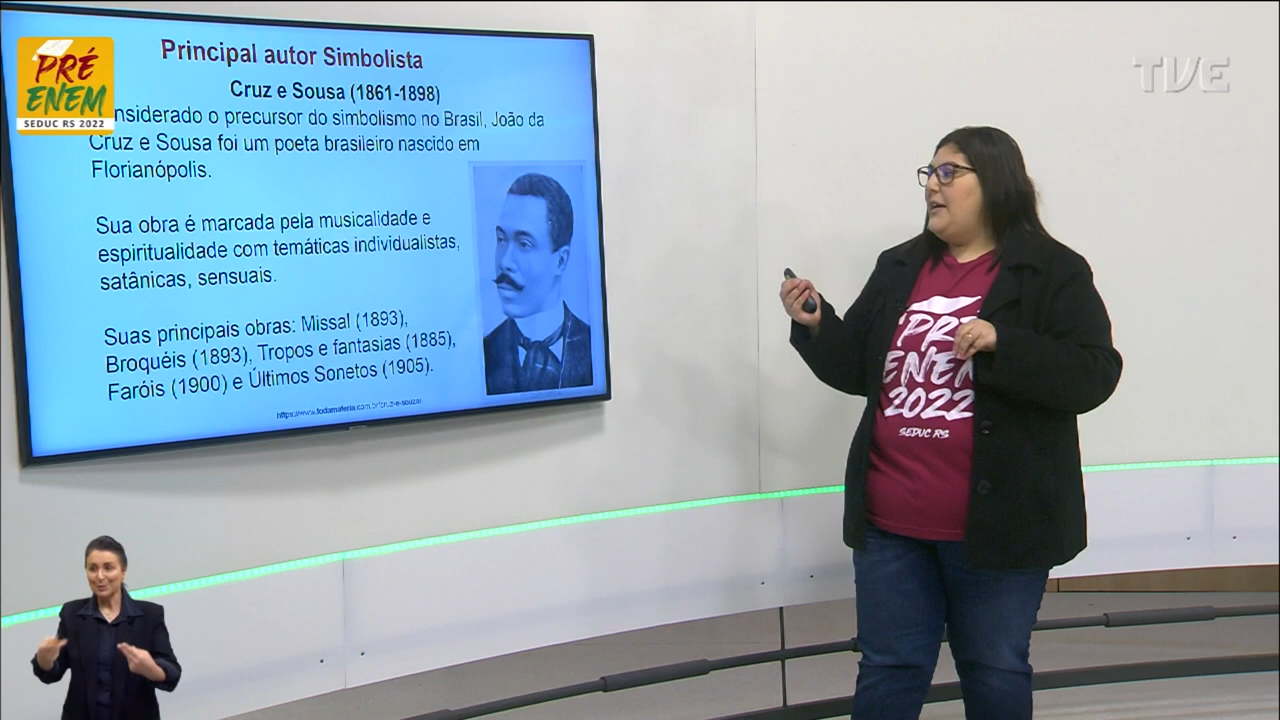 PRÉ
ENEM
SEDUC RS 2022
Principal autor Simbolista
Cruz e Sousa (1861-1898)
nsiderado o precursor do simbolismo no Brasil, João da
Cruz e Sousa foi um poeta brasileiro nascido em
Florianópolis.
Sua obra é marcada pela musicalidade e
espiritualidade com temáticas individualistas,
satânicas, sensuais.
Suas principais obras: Missal (1893),
Broquéis (1893), Tropos e fantasias (1885),
Faróis (1900) e Últimos Sonetos (1905).
TVE
PRÉ
ENEM
2022
SEDUC RS